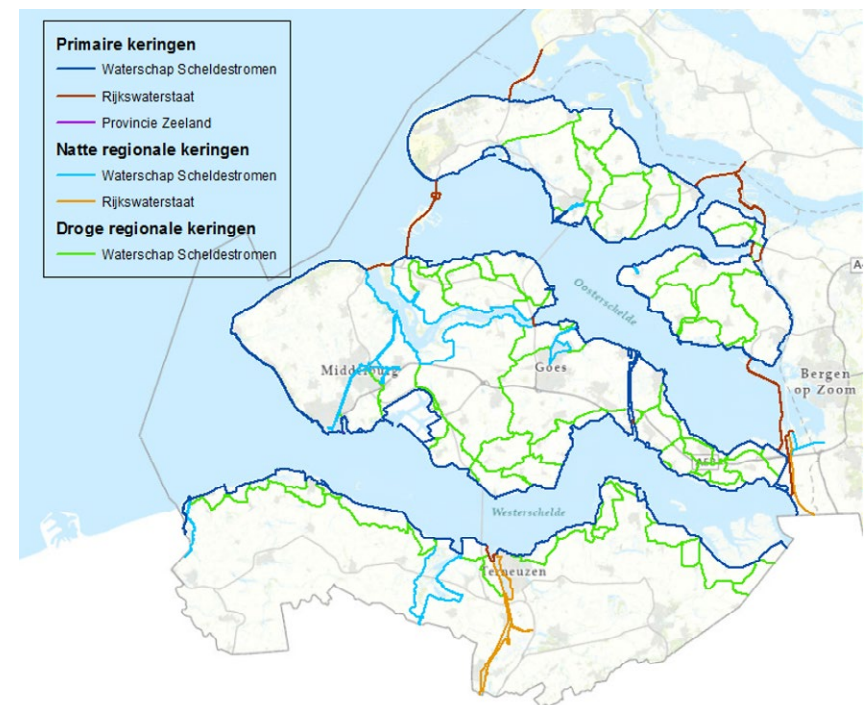 Primaire keringen
Waterschap Scheldestromen
Rijkswaterstaat
Provincie Zeeland
Natte regionale keringen
Waterschap Scheldestromen
Rijkswaterstaat
Droge regionale keringen
Waterschap Scheldestromen
Oosterschelde
Middelburg
Goes
Bergen
op Zoom
Westerschelde
Terneuzen